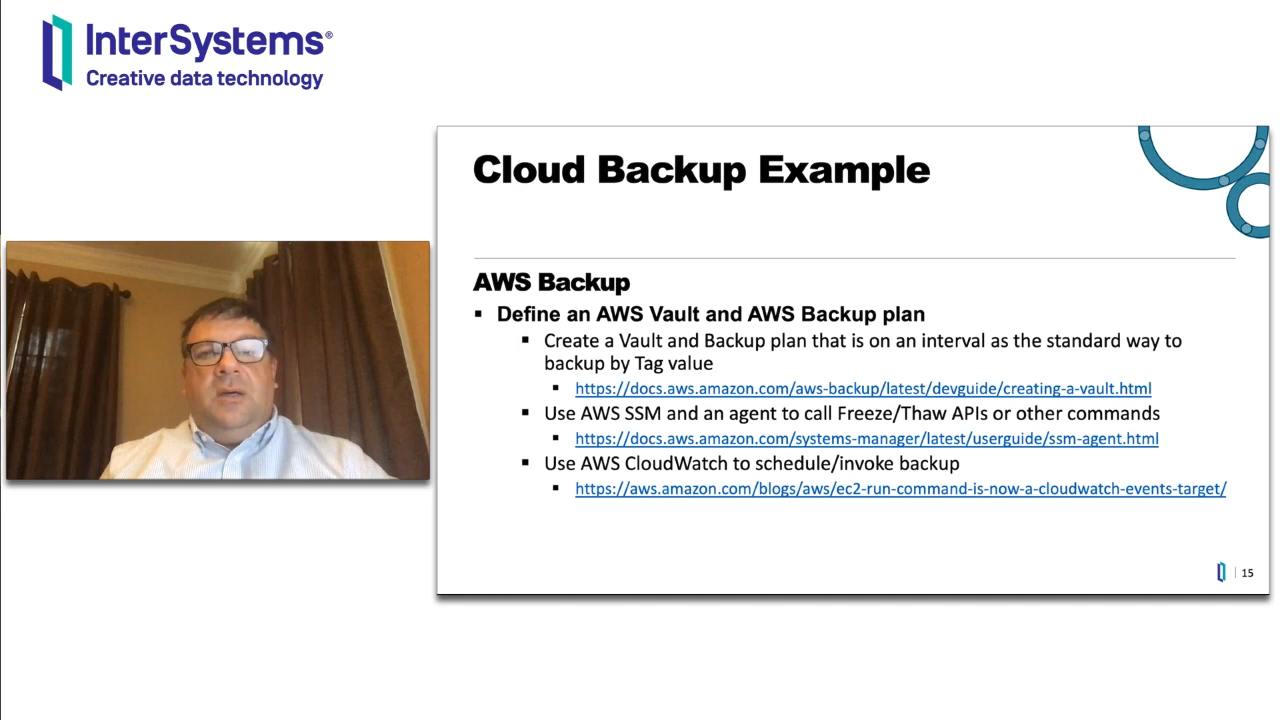 InterSystems®
Creative data technology
Cloud Backup Example
AWS Backup
▪ Define an AWS Vault and AWS Backup plan
▪ Create a Vault and Backup plan that is on an interval as the standard way to
backup by Tag value
▪ https://docs.aws.amazon.com/aws-backup/latest/devguide/creating-a-vault.html
▪ Use AWS SSM and an agent to call Freeze/Thaw APIs or other commands
▪ https://docs.aws.amazon.com/systems-manager/latest/userguide/ssm-agent.html
▪ Use AWS CloudWatch to schedule/invoke backup
▪ https://aws.amazon.com/blogs/aws/ec2-run-command-is-now-a-cloudwatch-events-target/
15